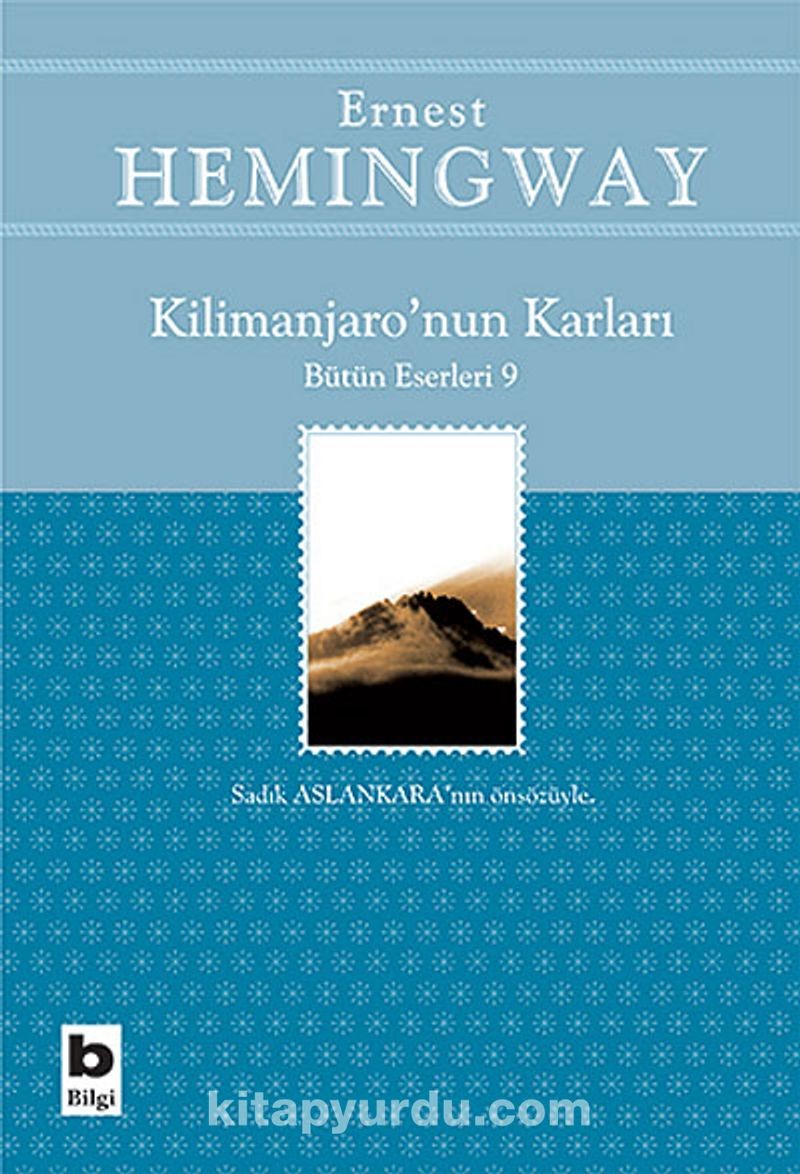 Ernest
HEMINGWAY
Kilimanjaro'nun Karları
Bütün Eserleri 9
Sadık ASLANKARA'nın önsözüyle.
b
Bilgi
kitapyurdu.com